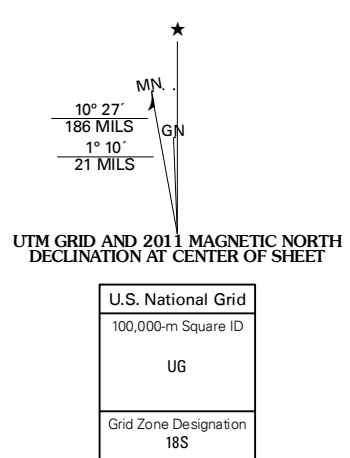 ★
MN
10° 27´
186 MILS
GN
1° 10´
21 MILS
UTM GRID AND 2011 MAGNETIC NORTH
DECLINATION AT CENTER OF SHEET
U.S. National Grid
100,000-m Square ID
UG
Grid Zone Designation
18S